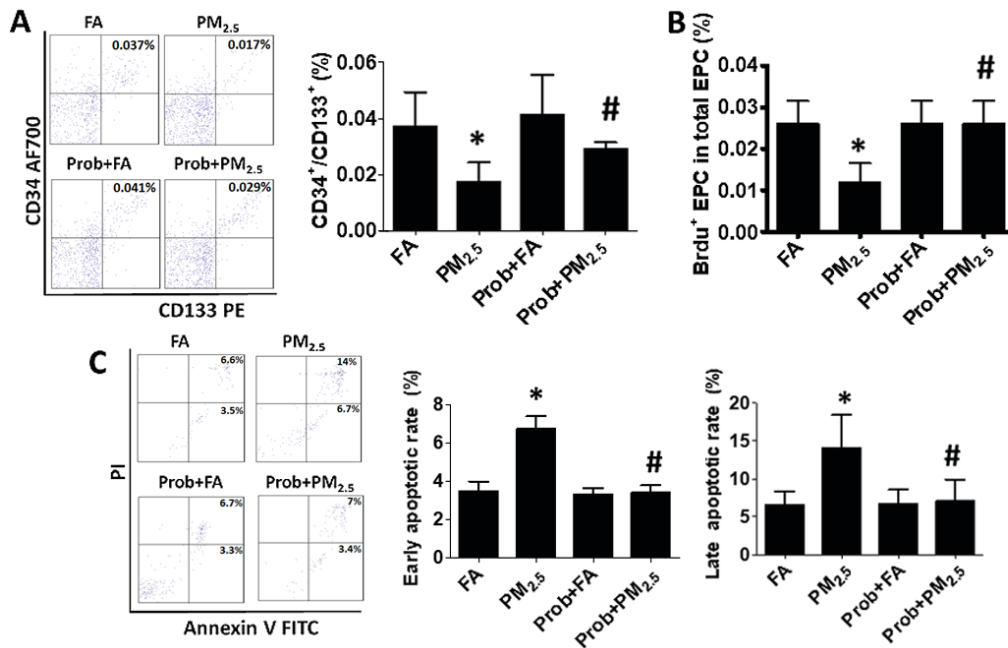 A
FA
PM2.5
0.037%
0.017%
Prob+FA
Prob+PM2.5
0.041%
0.029%
CD34 AF700
CD133 PE
CD34+/CD133+ (%)
0.06
0.04
0.02
0.00
*
#
FA
PM2.5
Prob+FA
Prob+PM2.5
B
Brdu+ EPC in total EPC (%)
0.04
0.03
0.02
0.01
0.00
*
#
FA
PM2.5
Prob+FA
Prob+PM2.5
C
FA
PM2.5
6.6%
14%
3.5%
6.7%
Prob+FA
Prob+PM2.5
6.7%
7%
3.3%
3.4%
PI
Annexin V FITC
Early apoptotic rate (%)
8
6
4
2
0
*
#
FA
PM2.5
Prob+FA
Prob+PM2.5
Late apoptotic rate (%)
20
15
10
5
0
*
#
FA
PM2.5
Prob+FA
Prob+PM2.5